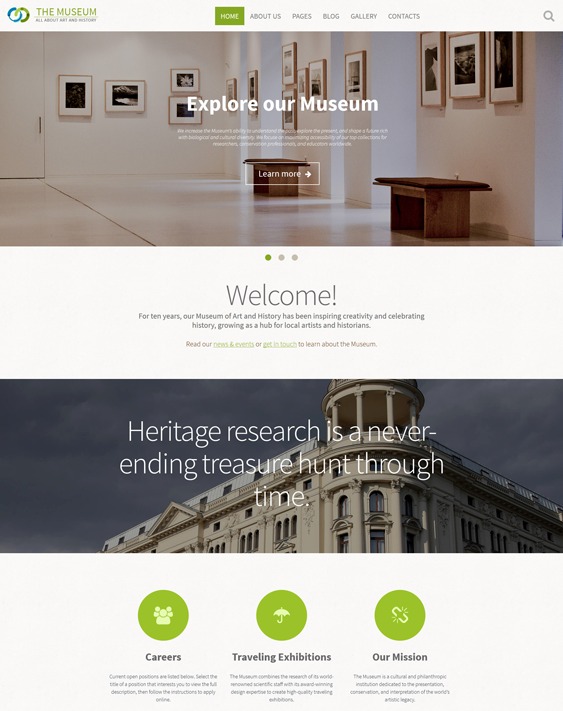 THE MUSEUM
ALL ABOUT ART AND HISTORY
HOME ABOUT US PAGES BLOG GALLERY CONTACTS
Explore our Museum
We increase the Museum's ability to understand the past, explore the present, and shape a future rich
with biological and cultural diversity. We focus on maximizing accessibility of our top collections for
researchers, conservation professionals, and educators worldwide.
Learn more
Welcome!
For ten years, our Museum of Art and History has been inspiring creativity and celebrating
history, growing as a hub for local artists and historians.
Read our news & events or get in touch to learn about the Museum.
Heritage research is a never-
ending treasure hunt through
time.
Careers
Current open positions are listed below. Select the
title of a position that interests you to view the full
description, then follow the instructions to apply
online.
Traveling Exhibitions
The Museum combines the research of its world-
renowned scientific staff with its award-winning
design expertise to create high-quality traveling
exhibitions.
Our Mission
The Museum is a cultural and philanthropic
institution dedicated to the presentation,
conservation, and interpretation of the world's
artistic legacy.